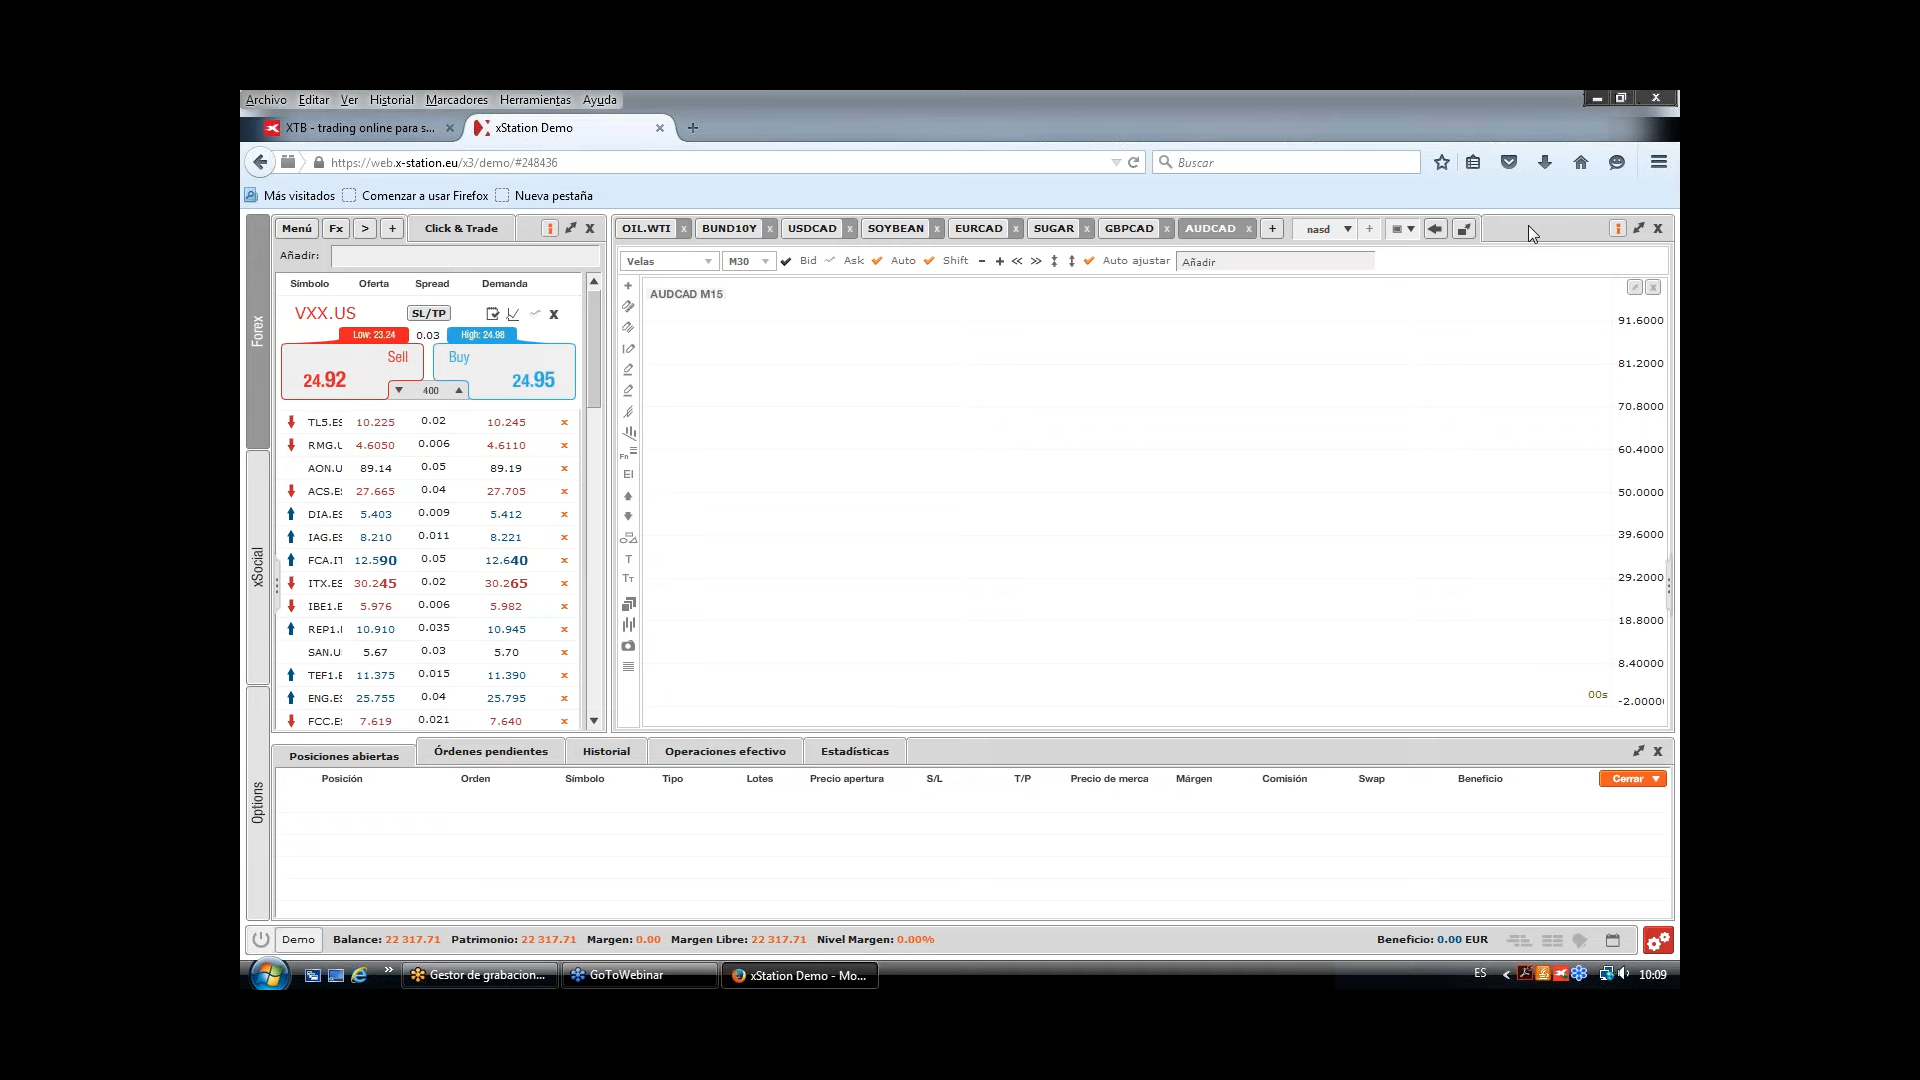 Archivo Editar Ver Historial Marcadores Herramientas Ayuda
XTB - trading online para s... xStation Demo
https://web.x-station.eu/x3/demo/#248436 Buscar
Más visitados Comenzar a usar Firefox Nueva pestaña
Menú Fx > + Click & Trade
OIL.WTI BUND10Y USDCAD SOYBEAN EURCAD SUGAR GBPCAD AUDCAD + nasd
Añadir:
Velas M30 Bid Ask Auto Shift - + << >> Auto ajustar Añadir
Símbolo Oferta Spread Demanda
AUDCAD M15
VXX.US SL/TP
Low: 23.24 0.03 High: 24.98
Sell Buy
24.92 24.95
400
TL5.ES 10.225 0.02 10.245
RMG.U 4.6050 0.006 4.6110
AON.U 89.14 0.05 89.19
ACS.ES 27.665 0.04 27.705
DIA.ES 5.403 0.009 5.412
IAG.ES 8.210 0.011 8.221
FCA.IT 12.590 0.05 12.640
ITX.ES 30.245 0.02 30.265
IBE1.E 5.976 0.006 5.982
REP1. 10.910 0.035 10.945
SAN.U 5.67 0.03 5.70
TEF1.E 11.375 0.015 11.390
ENG.ES 25.755 0.04 25.795
FCC.ES 7.619 0.021 7.640
Fn
EI
T
TT
91.6000
81.2000
70.8000
60.4000
50.0000
39.6000
29.2000
18.8000
8.40000
00s
-2.0000
Forex
xSocial
Options
Posiciones abiertas Órdenes pendientes Historial Operaciones efectivo Estadísticas
Posición Orden Símbolo Tipo Lotes Precio apertura S/L T/P Precio de merca Márgen Comisión Swap Beneficio Cerrar
Demo Balance: 22 317.71 Patrimonio: 22 317.71 Margen: 0.00 Margen Libre: 22 317.71 Nivel Margen: 0.00% Beneficio: 0.00 EUR
Gestor de grabacion... GoToWebinar xStation Demo - Mo... ES 10:09